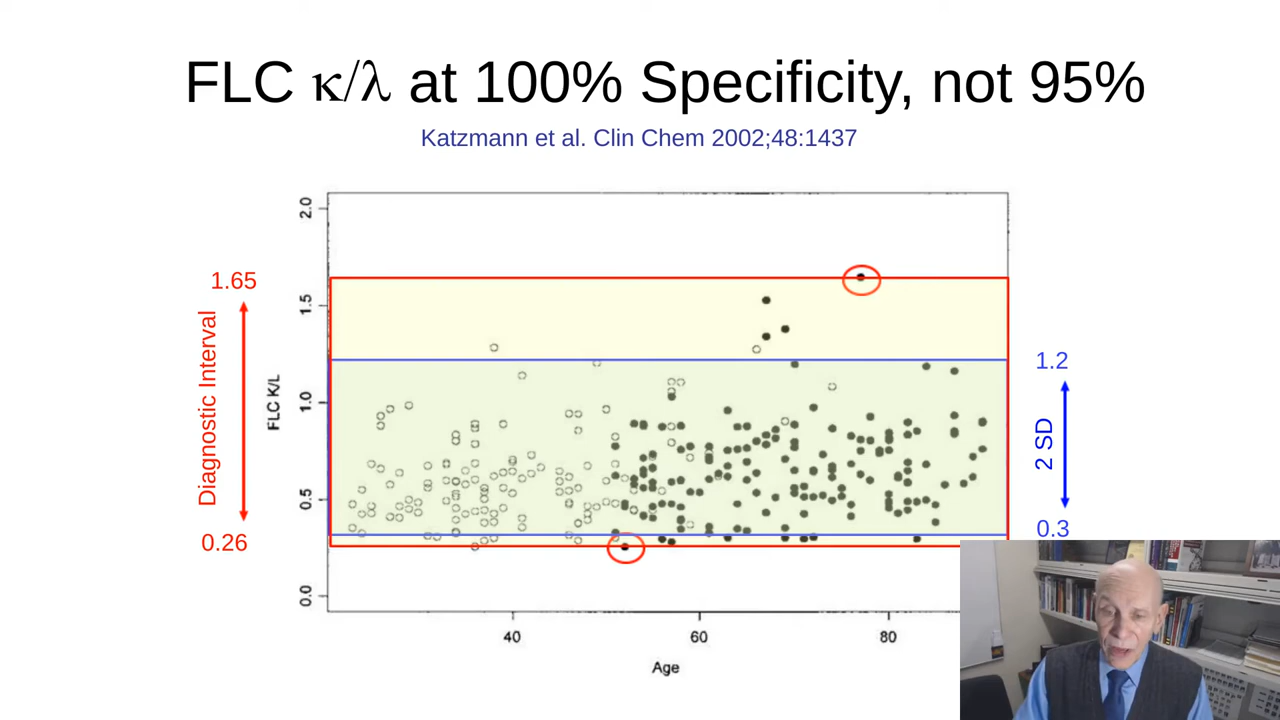 FLC κ/λ at 100% Specificity, not 95%
Katzmann et al. Clin Chem 2002;48:1437
1.65
Diagnostic Interval
0.26
FLC K/L
2.0
1.5
1.0
0.5
0.0
40
60
80
Age
1.2
2 SD
0.3